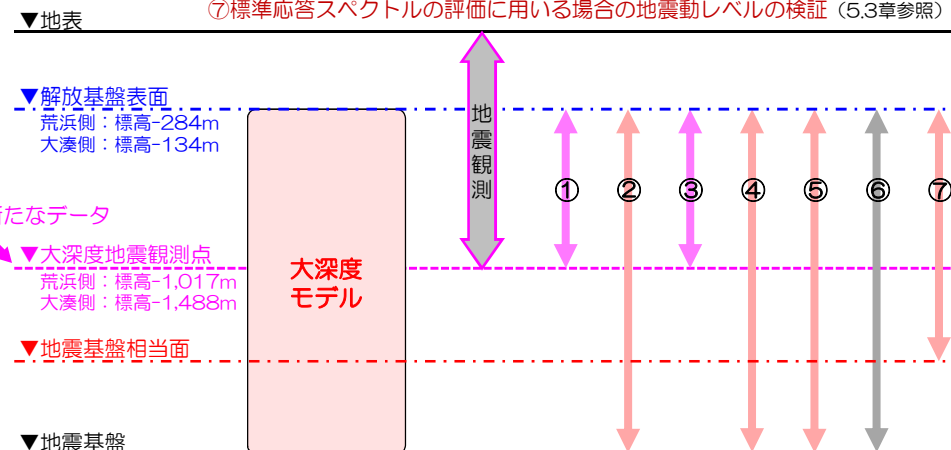 ⑦標準応答スペクトルの評価に用いる場合の地震動レベルの検証（5.3章参照）
▼地表
▼解放基盤表面
荒浜側：標高-284m
大湊側：標高-134m
地震観測
① ② ③ ④ ⑤ ⑥ ⑦
たなデータ
▼大深度地震観測点
荒浜側：標高-1,017m
大湊側：標高-1,488m
大深度
モデル
▼地震基盤相当面
▼地震基盤